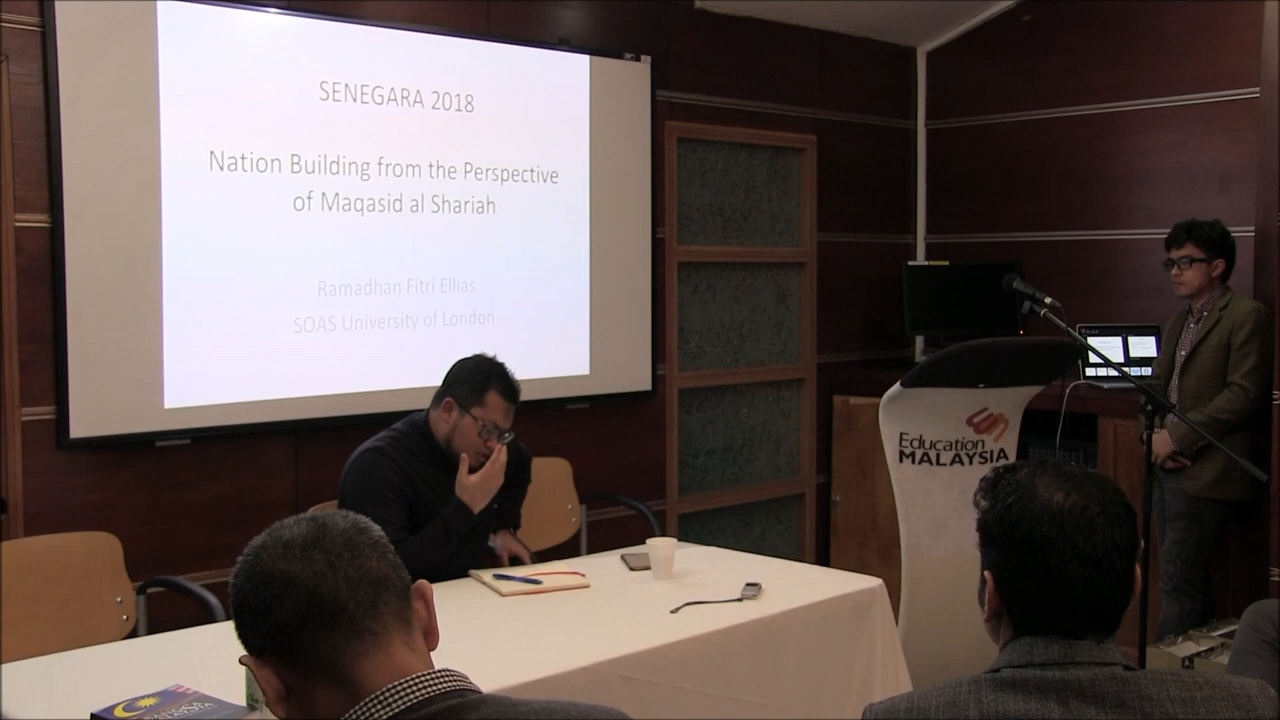 SENEGARA 2018
Nation Building from the Perspective
of Maqasid al Shariah
Ramadhan Fitri Ellias
SOAS University of London
Education
MALAYSIA